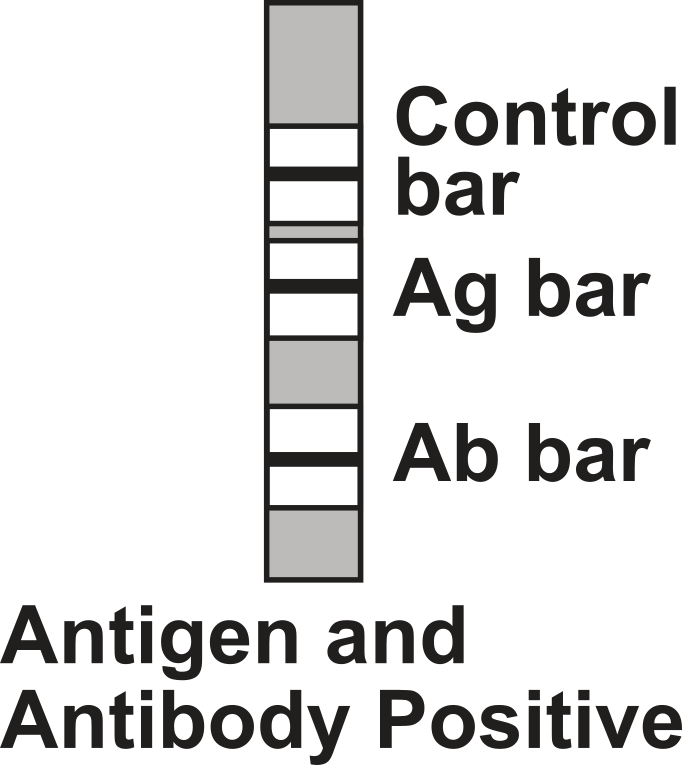 Control
bar
Ag bar
Ab bar
Antigen and
Antibody Positive